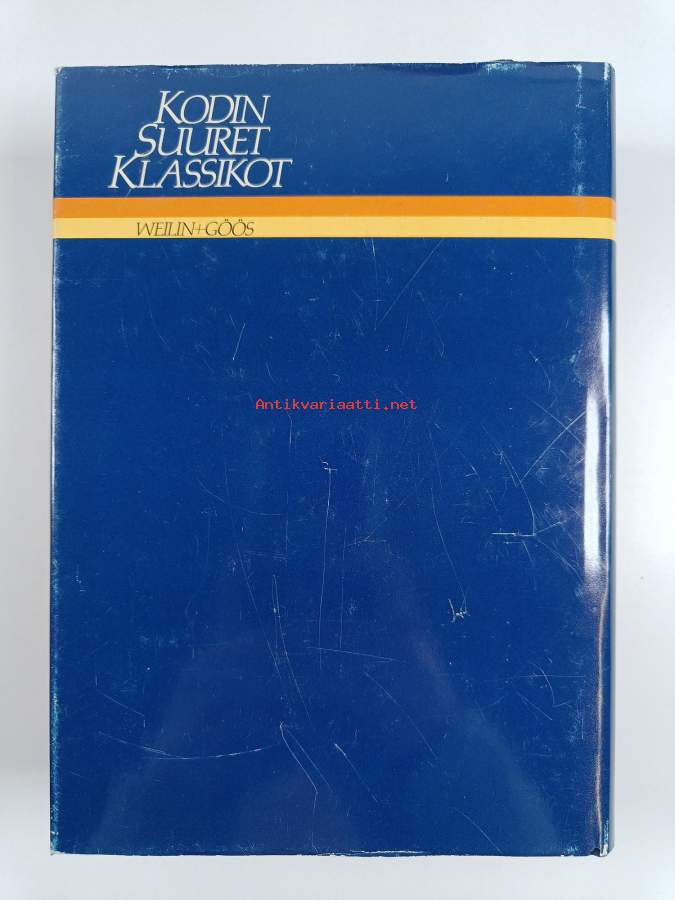 KODIN
SUURET
KLASSIKOT
WEILIN+GÖÖS
Antikvariaatti.net